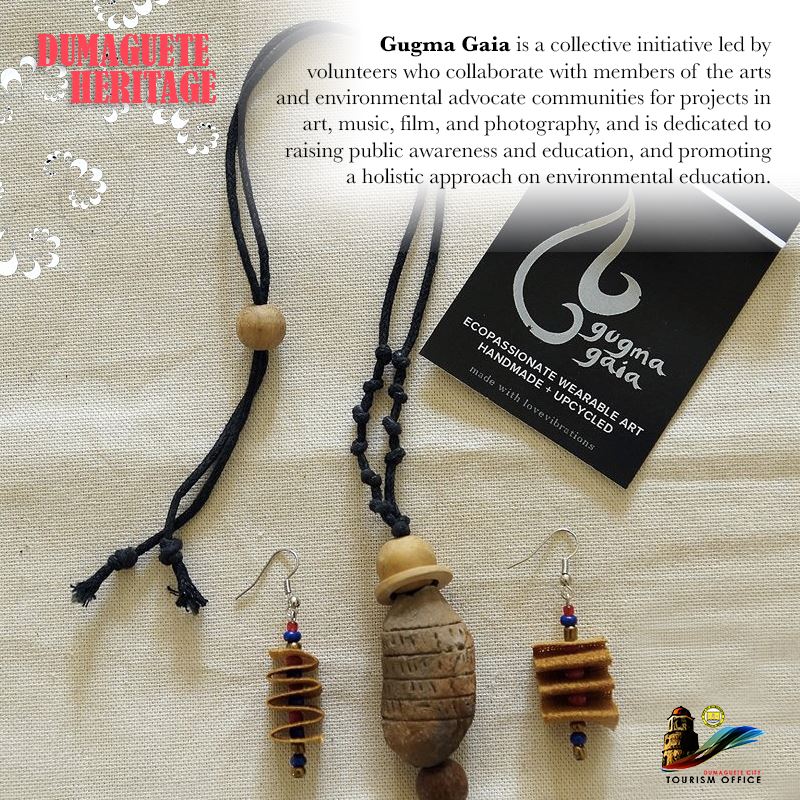 DUMAGUETE
HERITAGE
Gugma Gaia is a collective initiative led by
volunteers who collaborate with members of the arts
and environmental advocate communities for projects in
art, music, film, and photography, and is dedicated to
raising public awareness and education, and promoting
a holistic approach on environmental education.
gugma
gaia
ECOPASSIONATE WEARABLE ART
HANDMADE + UPCYCLED
made with lovevibrations
DUMAGUETE CITY
TOURISM OFFICE